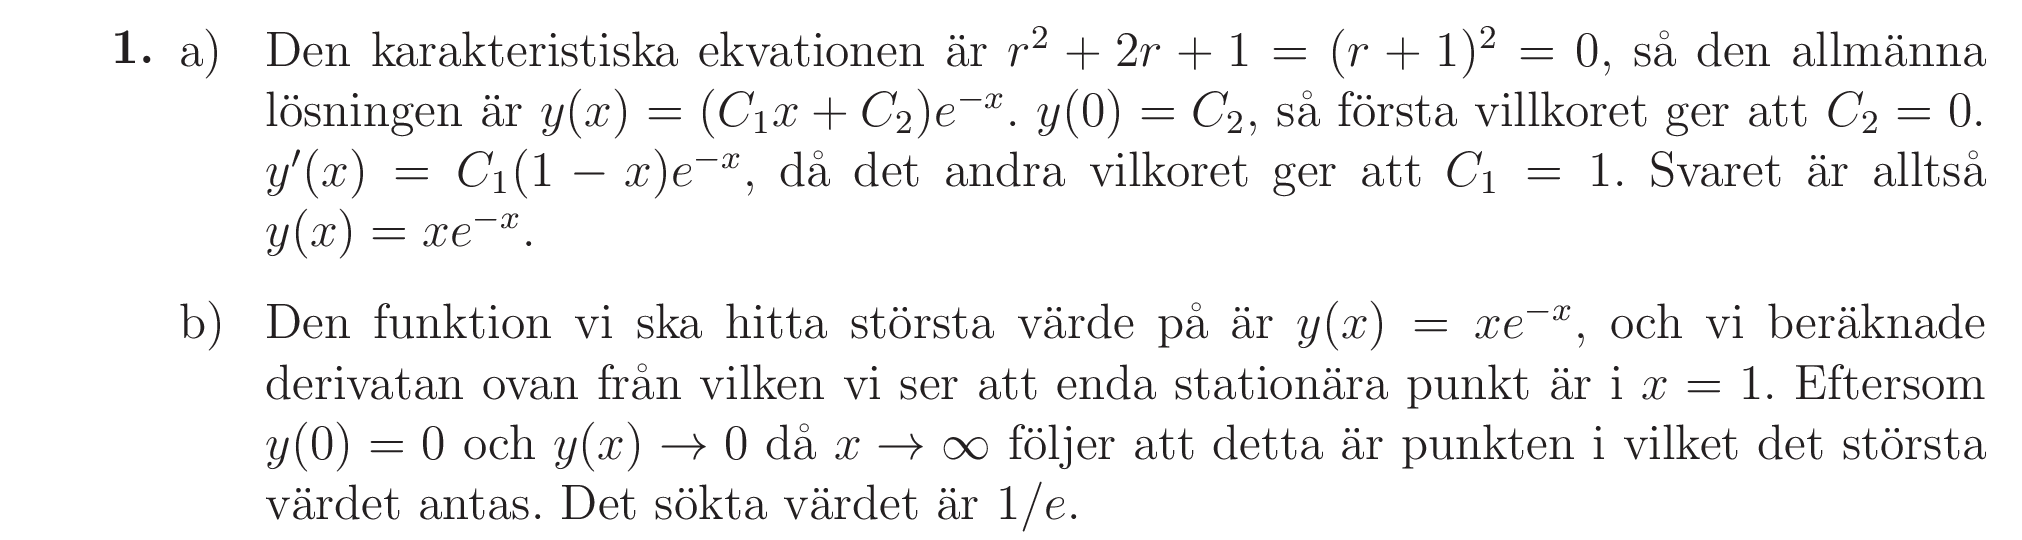 1. a) Den karakteristiska ekvationen är r² + 2r + 1 = (r + 1)² = 0, så den allmänna
lösningen är y(x) = (C₁x + C₂)e⁻ˣ. y(0) = C₂, så första villkoret ger att C₂ = 0.
y′(x) = C₁(1 − x)e⁻ˣ, då det andra vilkoret ger att C₁ = 1. Svaret är alltså
y(x) = xe⁻ˣ.
b) Den funktion vi ska hitta största värde på är y(x) = xe⁻ˣ, och vi beräknade
derivatan ovan från vilken vi ser att enda stationära punkt är i x = 1. Eftersom
y(0) = 0 och y(x) → 0 då x → ∞ följer att detta är punkten i vilket det största
värdet antas. Det sökta värdet är 1/e.